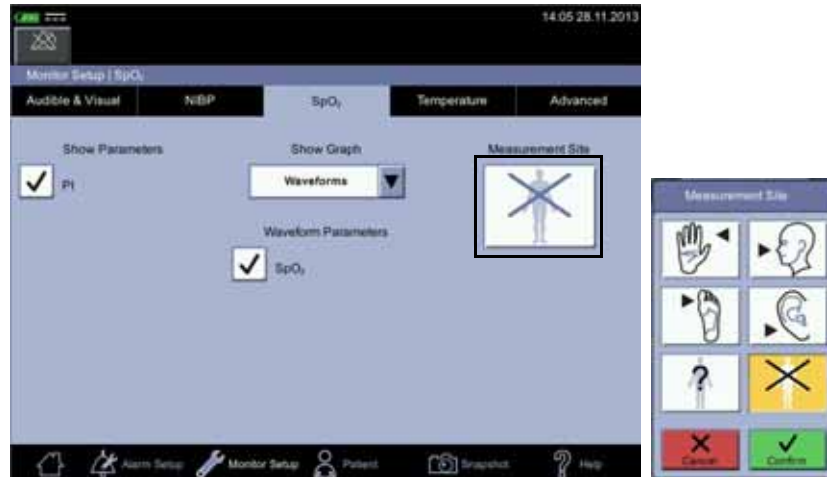 14:05 28.11.2013
Monitor Setup | SpO₂
Audible & Visual NIBP SpO₂ Temperature Advanced
Show Parameters Show Graph Measurement Site
PI Waveforms
Waveform Parameters
SpO₂
Alarm Setup Monitor Setup Patient Snapshot Help
Measurement Site
?
Cancel Confirm